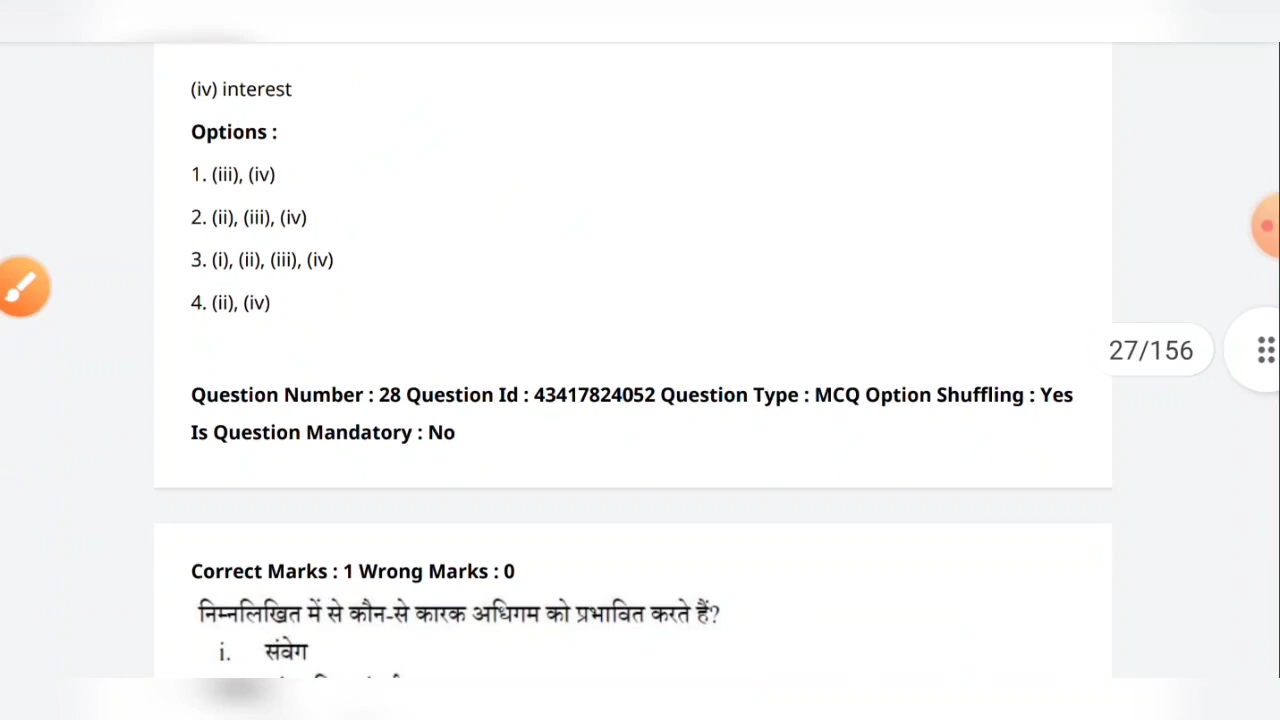 (iv) interest
Options :
1. (iii), (iv)
2. (ii), (iii), (iv)
3. (i), (ii), (iii), (iv)
4. (ii), (iv)
27/156
Question Number : 28 Question Id : 43417824052 Question Type : MCQ Option Shuffling : Yes
Is Question Mandatory : No
Correct Marks : 1 Wrong Marks : 0
निम्नलिखित में से कौन-से कारक अधिगम को प्रभावित करते हैं?
i. संवेग